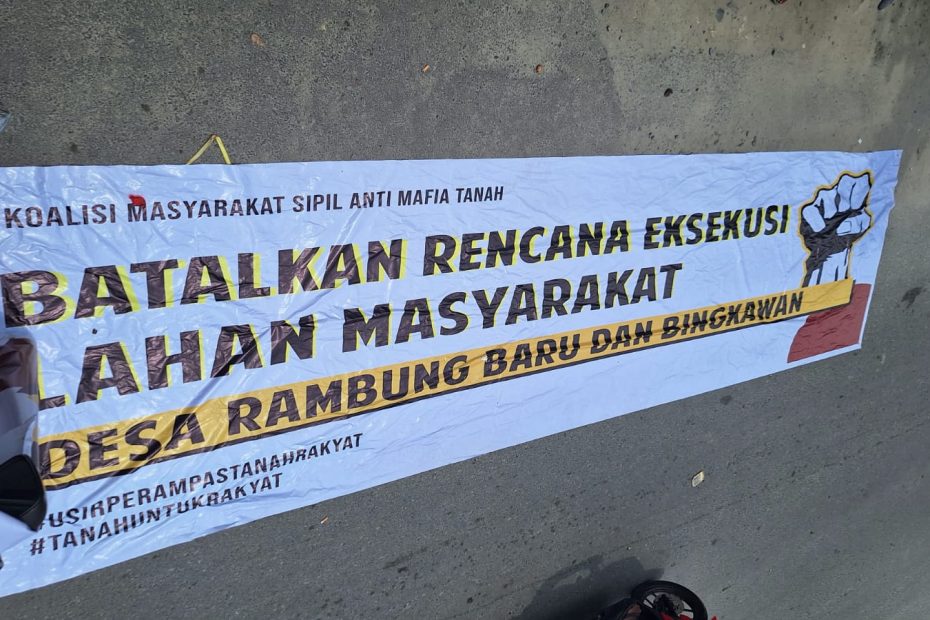 KOALISI MASYARAKAT SIPIL ANTI MAFIA TANAH
BATALKAN RENCANA EKSEKUSI
LAHAN MASYARAKAT
DESA RAMBUNG BARU DAN BINGKAWAN
#USIRPERAMPASTANAHRAKYAT
#TANAHUNTUKRAKYAT